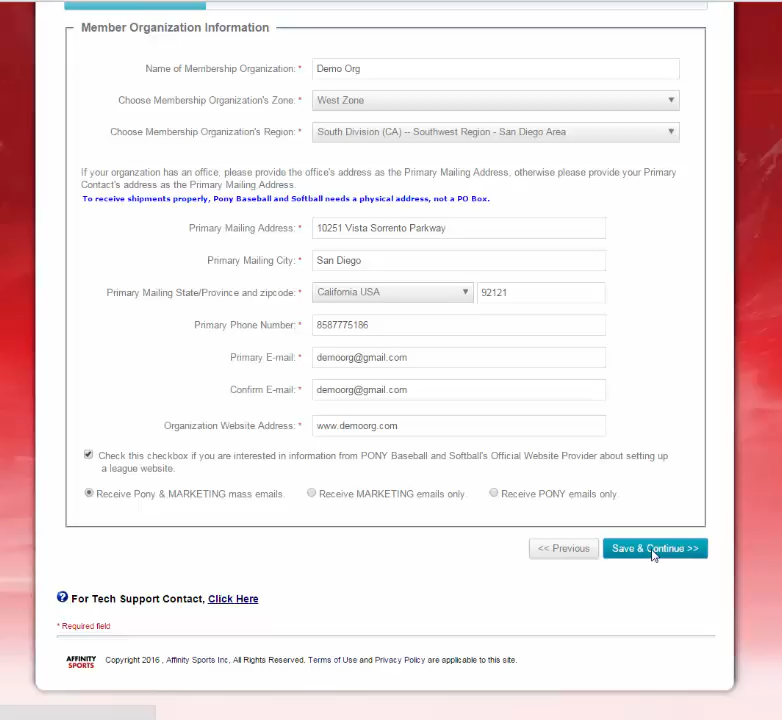 Member Organization Information
Name of Membership Organization: * Demo Org
Choose Membership Organization's Zone: * West Zone
Choose Membership Organization's Region: * South Division (CA) -- Southwest Region - San Diego Area
If your organzation has an office, please provide the office's address as the Primary Mailing Address, otherwise please provide your Primary
Contact's address as the Primary Mailing Address.
To receive shipments properly, Pony Baseball and Softball needs a physical address, not a PO Box.
Primary Mailing Address: * 10251 Vista Sorrento Parkway
Primary Mailing City: * San Diego
Primary Mailing State/Province and zipcode: * California USA 92121
Primary Phone Number: * 8587775186
Primary E-mail: * demoorg@gmail.com
Confirm E-mail: * demoorg@gmail.com
Organization Website Address: * www.demoorg.com
Check this checkbox if you are interested in information from PONY Baseball and Softball's Official Website Provider about setting up
a league website.
Receive Pony & MARKETING mass emails. Receive MARKETING emails only. Receive PONY emails only.
<< Previous Save & Continue >>
For Tech Support Contact, Click Here
* Required field
AFFINITY
SPORTS
Copyright 2016 , Affinity Sports Inc, All Rights Reserved. Terms of Use and Privacy Policy are applicable to this site.